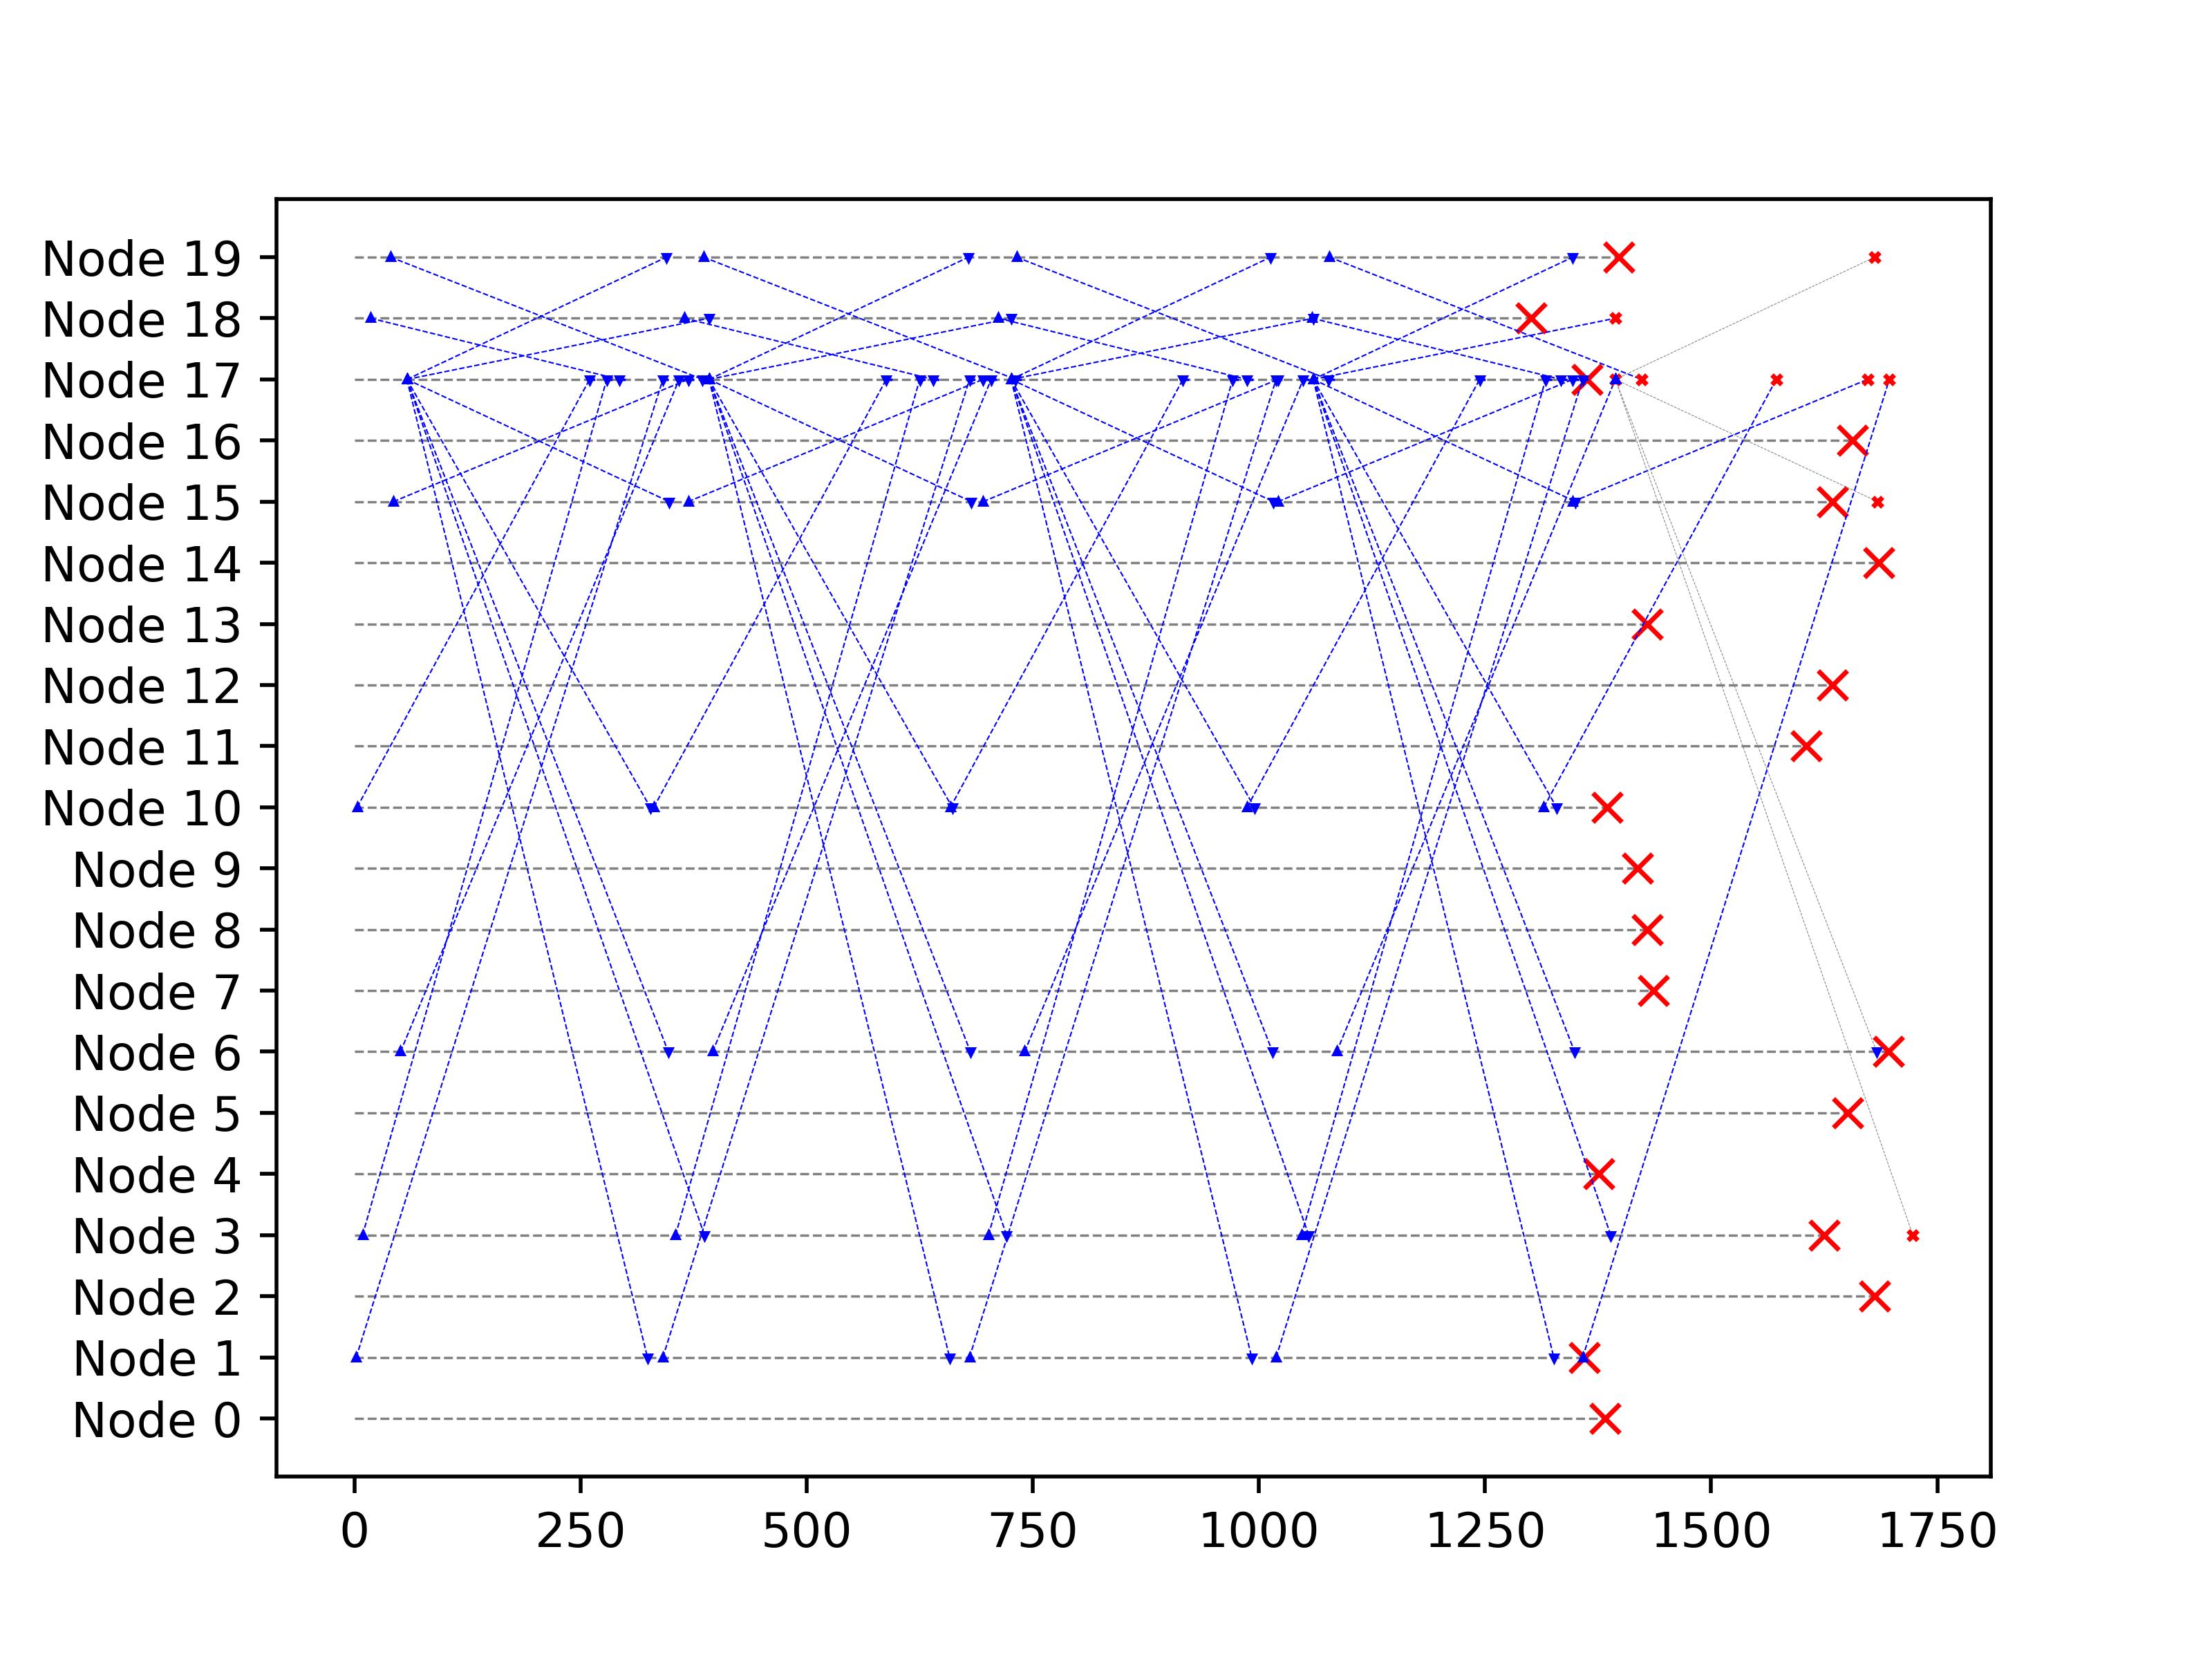 Node 19
Node 18
Node 17
Node 16
Node 15
Node 14
Node 13
Node 12
Node 11
Node 10
Node 9
Node 8
Node 7
Node 6
Node 5
Node 4
Node 3
Node 2
Node 1
Node 0
0 250 500 750 1000 1250 1500 1750